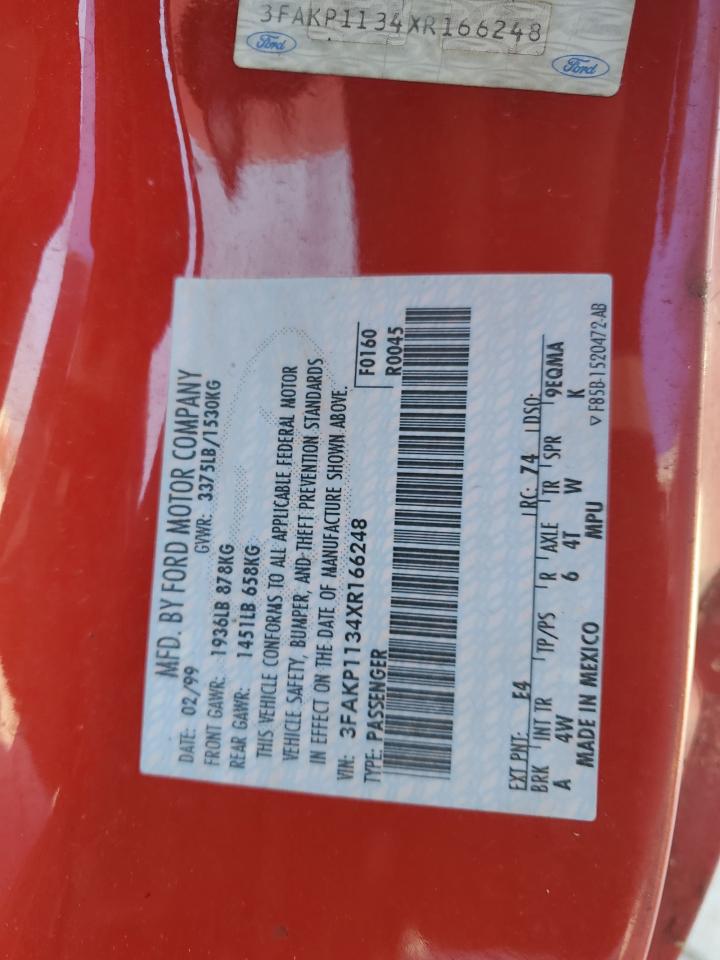 3FAKP1134XR166248
Ford
Ford
MFD. BY FORD MOTOR COMPANY
DATE: 02/99 GVWR: 3375LB/1530KG
FRONT GAWR: 1936LB 878KG
REAR GAWR: 1451LB 658KG
THIS VEHICLE CONFORMS TO ALL APPLICABLE FEDERAL MOTOR
VEHICLE SAFETY, BUMPER, AND THEFT PREVENTION STANDARDS
IN EFFECT ON THE DATE OF MANUFACTURE SHOWN ABOVE.
VIN: 3FAKP1134XR166248 F0160
TYPE: PASSENGER R0045
EXT PNT: E4 RC: 74 DSO:
BRK INT TR TP/PS R AXLE TR SPR 9EQMA
A 4W 6 4T W K
MADE IN MEXICO MPU ▽F85B-1520472-AB